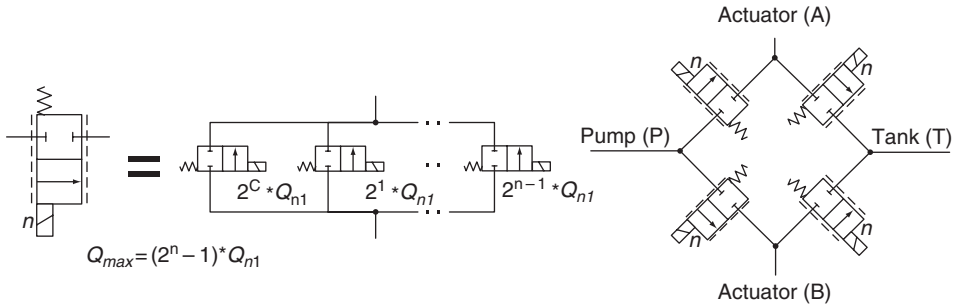 Actuator (A)
n
n
n
Pump (P)
Tank (T)
=
2^C *Q_n1
2^1 *Q_n1
2^{n-1} *Q_n1
Q_max=(2^n–1)*Q_n1
n
n
Actuator (B)